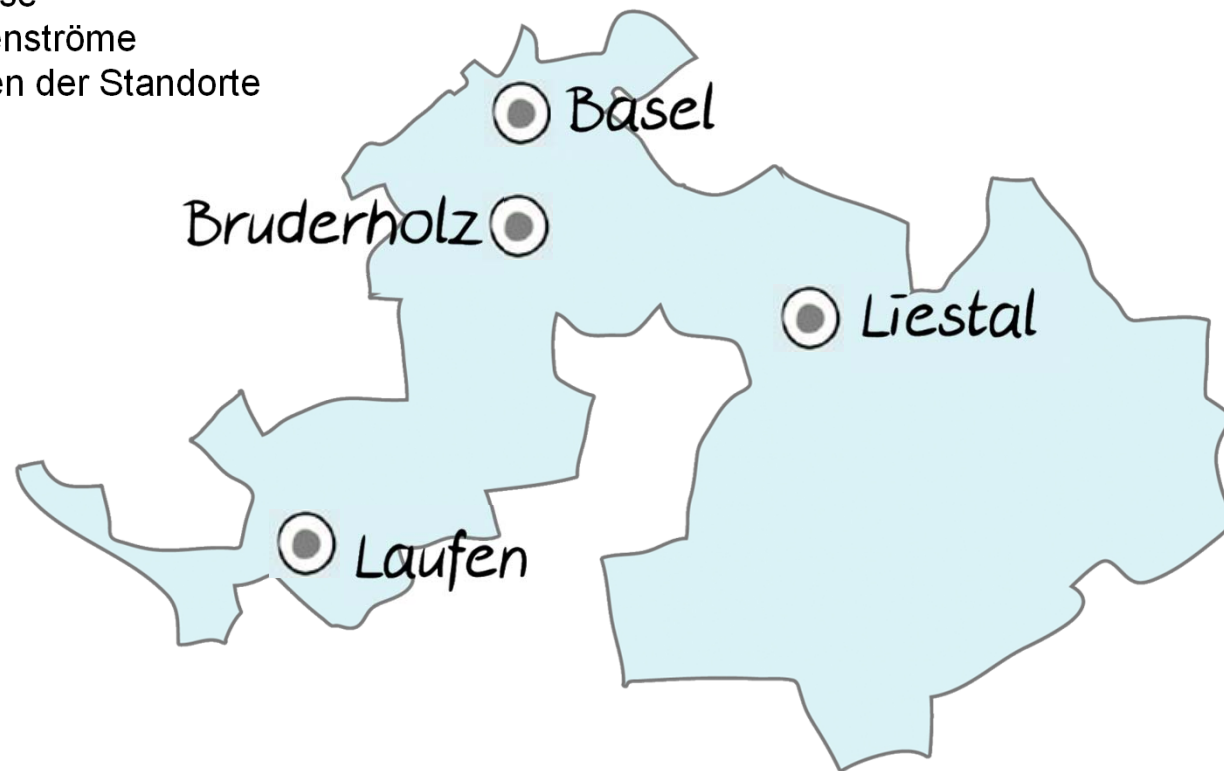 enströme
en der Standorte
Basel
Bruderholz
Liestal
Laufen